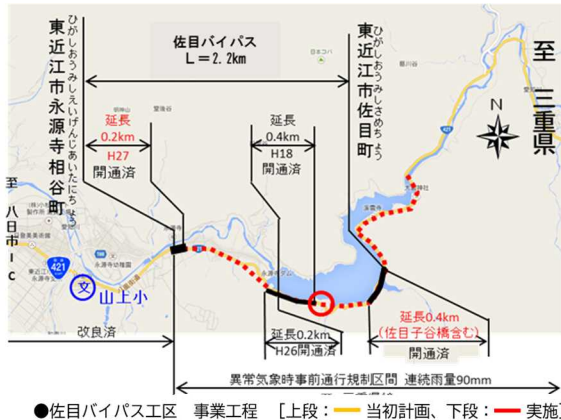 佐目バイパス
L=2.2km
ひがしおうみしえいげんじあいたにちょう
東近江市永源寺相谷町
ひがしおうみしさめちょう
東近江市佐目町
至 三重県
N
延長
0.2km
H27
開通済
延長
0.4km
H18
開通済
至 八日市IC
421
文 山上小
改良済
延長0.2km
H26開通済
延長0.4km
(佐目子谷橋含む)
開通済
永源寺ダム
421
異常気象時事前通行規制区間 連続雨量90mm
●佐目バイパス工区 事業工程 [上段: 当初計画、下段: 実施